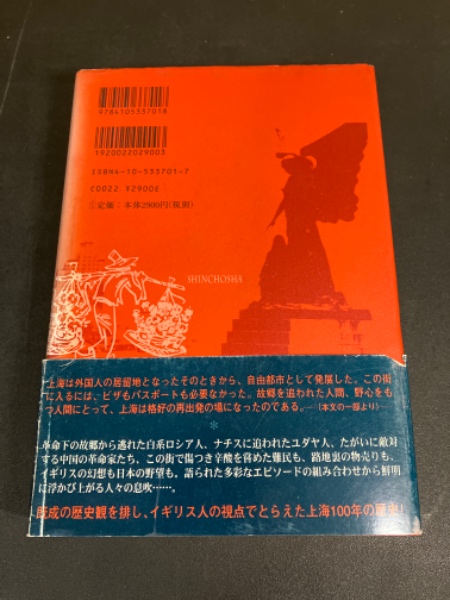 9784105337018
1920022029003
ISBN4-10-533701-7
C0022 ¥2900E
定価:本体2900円(税別)
SHINCHOSHA
上海は外国人の居留地となったそのときから、自由都市として発展した。この街
に入るには、ビザもパスポートも必要なかった。故郷を追われた人間、野心をも
つ人間にとって、上海は格好の再出発の場になったのである。―(本文の一部より)
*
革命下の故郷から逃れた白系ロシア人、ナチスに追われたユダヤ人、たがいに敵対
する中国の革命家たち、この街で傷つき辛酸を嘗めた難民も、路地裏の物売りも、
イギリスの幻想も日本の野望も、語られた多彩なエピソードの組み合わせから鮮明
に浮かび上がる人々の息吹……。
既成の歴史観を排し、イギリス人の視点でとらえた上海100年の歴史!